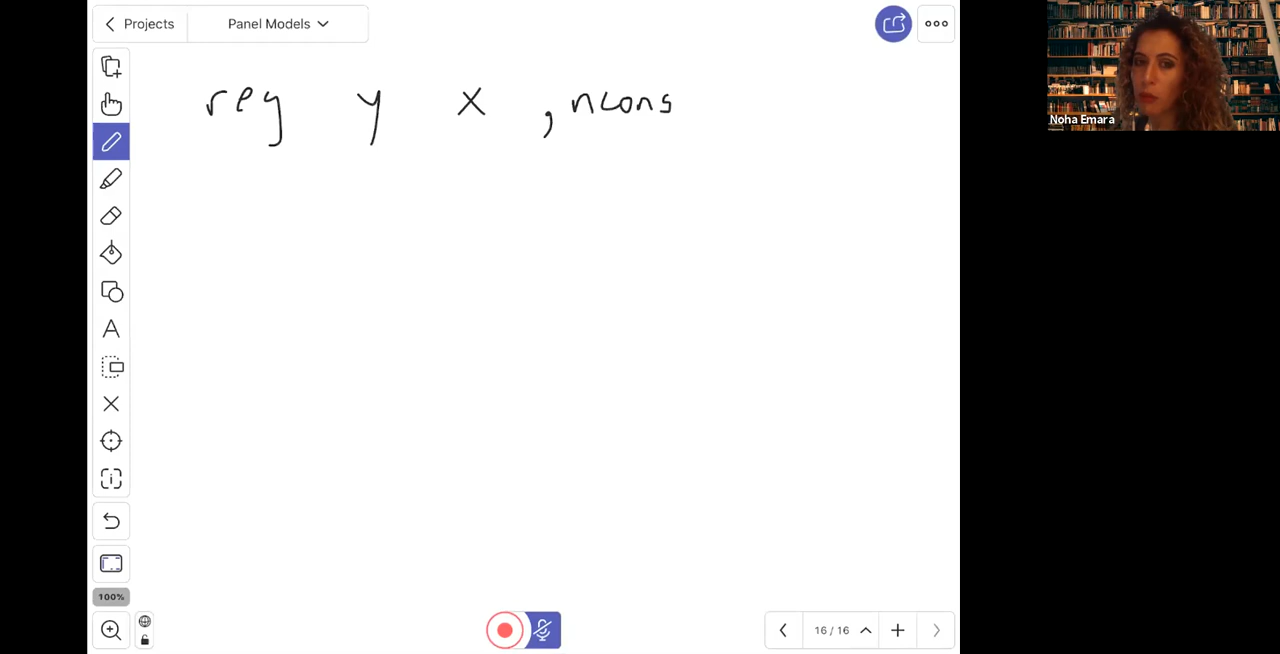 Projects
Panel Models
reg y x , ncons
Noha Emara
A
100%
16 / 16